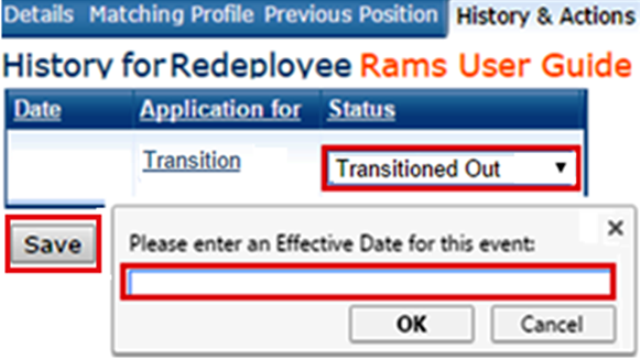 Details Matching Profile Previous Position History & Actions
History for Redeployee Rams User Guide
Date Application for Status
Transition Transitioned Out ▼
Save
×
Please enter an Effective Date for this event:
OK Cancel